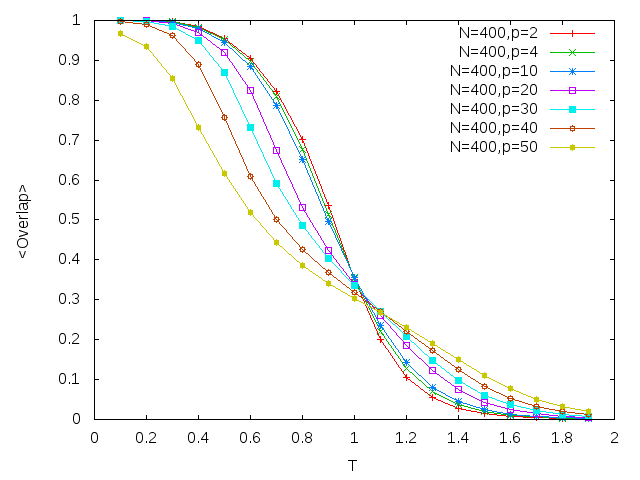 N=400,p=2
N=400,p=4
N=400,p=10
N=400,p=20
N=400,p=30
N=400,p=40
N=400,p=50
1
0.9
0.8
0.7
0.6
0.5
0.4
0.3
0.2
0.1
0
<Overlap>
0 0.2 0.4 0.6 0.8 1 1.2 1.4 1.6 1.8 2
T